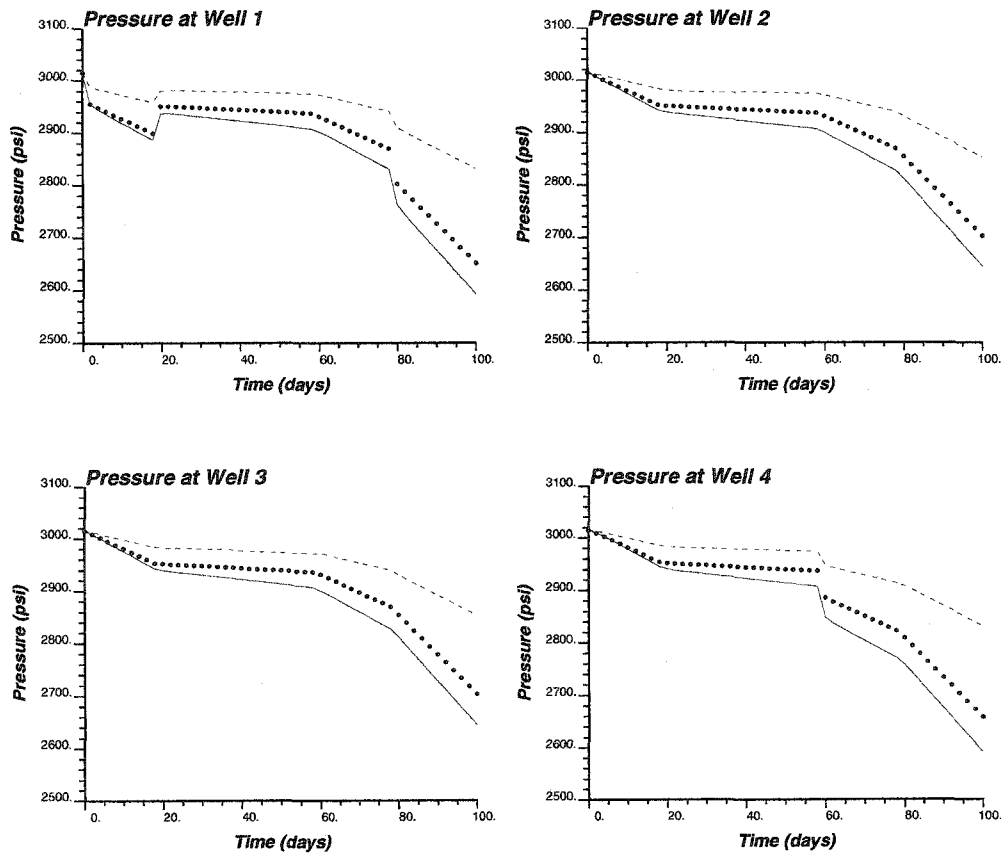 Pressure at Well 1
3100.
3000.
2900.
2800.
2700.
2600.
2500.
Pressure (psi)
0. 20. 40. 60. 80. 100.
Time (days)
Pressure at Well 2
3100.
3000.
2900.
2800.
2700.
2600.
2500.
Pressure (psi)
0. 20. 40. 60. 80. 100.
Time (days)
Pressure at Well 3
3100.
3000.
2900.
2800.
2700.
2600.
2500.
Pressure (psi)
0. 20. 40. 60. 80. 100.
Time (days)
Pressure at Well 4
3100.
3000.
2900.
2800.
2700.
2600.
2500.
Pressure (psi)
0. 20. 40. 60. 80. 100.
Time (days)